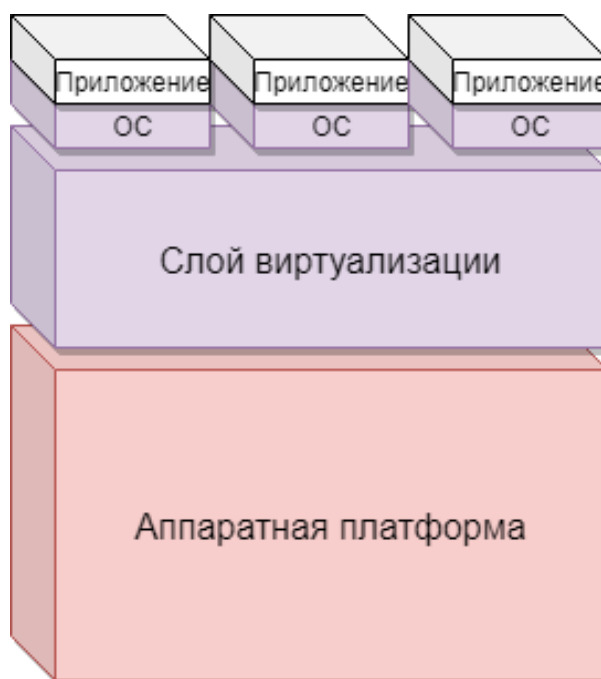 Приложение Приложение Приложение
ОС ОС ОС
Слой виртуализации
Аппаратная платформа